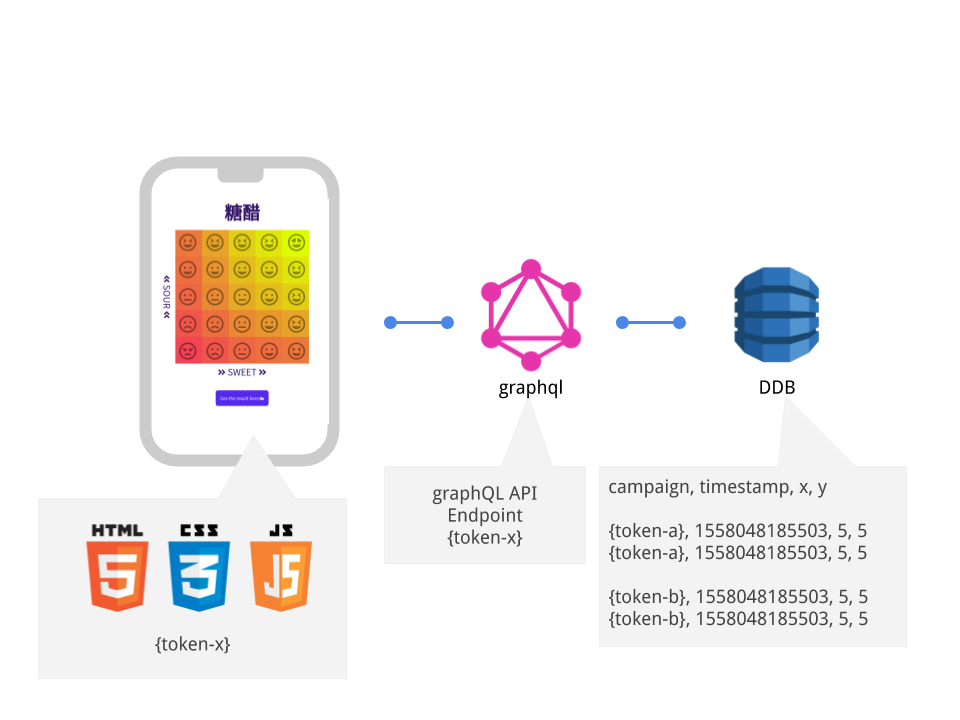 糖醋
« SOUR «
» SWEET »
See the result here
graphql
DDB
HTML
5
CSS
3
JS
JS
{token-x}
graphQL API
Endpoint
{token-x}
campaign, timestamp, x, y
{token-a}, 1558048185503, 5, 5
{token-a}, 1558048185503, 5, 5
{token-b}, 1558048185503, 5, 5
{token-b}, 1558048185503, 5, 5